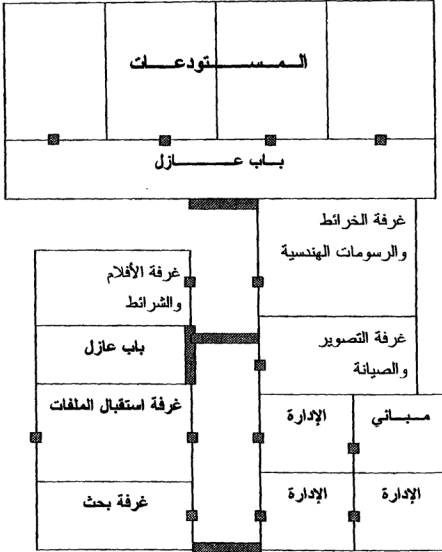 المستودعات
باب عازل
غرفة الخرائط
والرسومات الهندسية
غرفة الأفلام
والشرائط
باب عازل
غرفة التصوير
والصيانة
غرفة استقبال الملفات
الإدارة
مباني
غرفة بحث
الإدارة
الإدارة